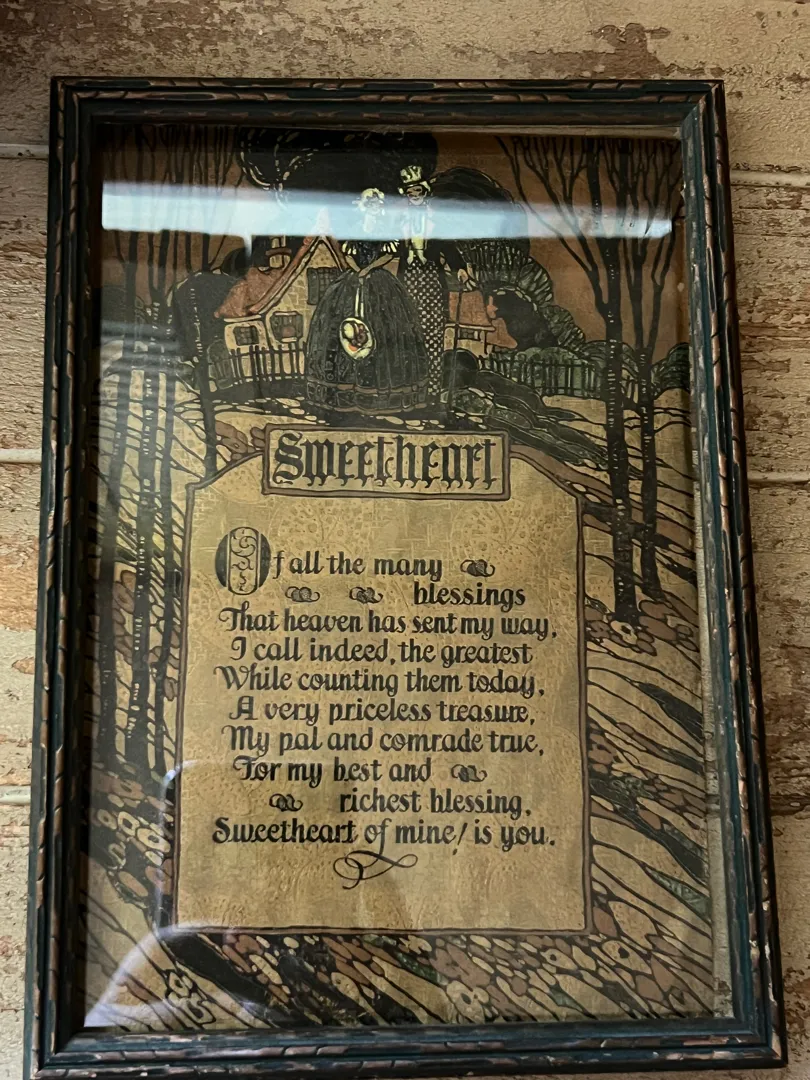 Sweetheart
Of all the many
blessings
That heaven has sent my way,
I call indeed, the greatest
While counting them today,
A very priceless treasure,
My pal and comrade true,
For my best and
richest blessing,
Sweetheart of mine! is you.